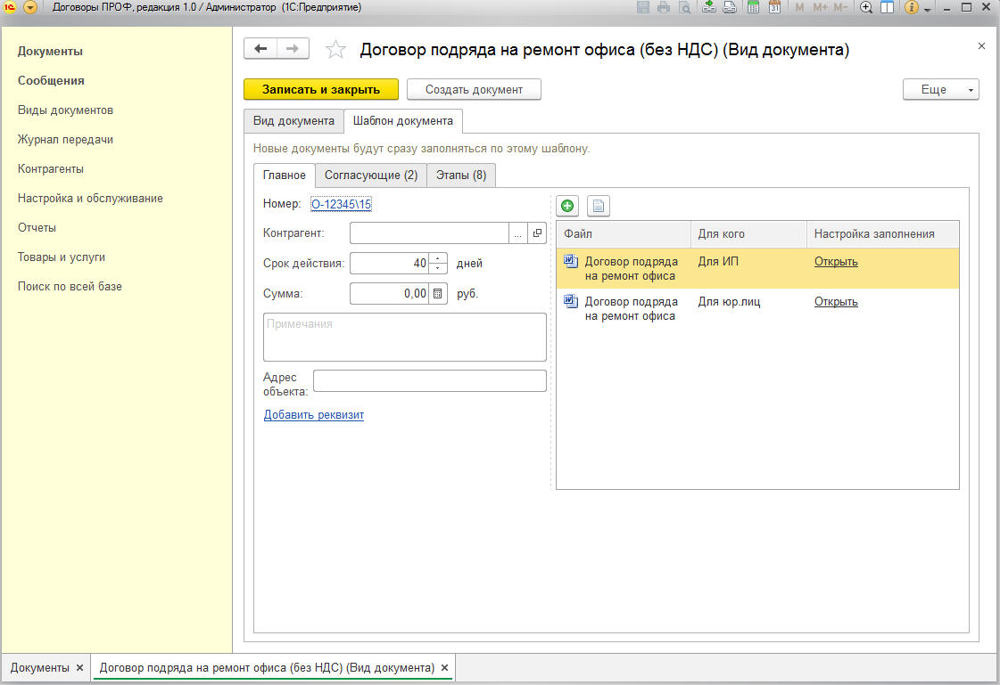 Договоры ПРОФ, редакция 1.0 / Администратор (1С:Предприятие)
M M+ M-
Документы
Сообщения
Виды документов
Журнал передачи
Контрагенты
Настройка и обслуживание
Отчеты
Товары и услуги
Поиск по всей базе
Договор подряда на ремонт офиса (без НДС) (Вид документа)
Записать и закрыть
Создать документ
Еще
Вид документа
Шаблон документа
Новые документы будут сразу заполняться по этому шаблону.
Главное
Согласующие (2)
Этапы (8)
Номер: О-12345\15
Контрагент: ...
Срок действия: 40 дней
Сумма: 0,00 руб.
Примечания
Адрес
объекта:
Добавить реквизит
Файл Для кого Настройка заполнения
Договор подряда Для ИП Открыть
на ремонт офиса
Договор подряда Для юр.лиц Открыть
на ремонт офиса
Документы
Договор подряда на ремонт офиса (без НДС) (Вид документа)